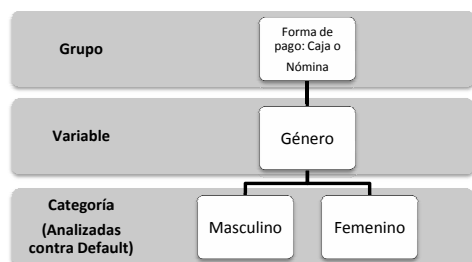 Grupo
Forma de
pago: Caja o
Nómina
Variable
Género
Categoría
(Analizadas
contra Default)
Masculino
Femenino